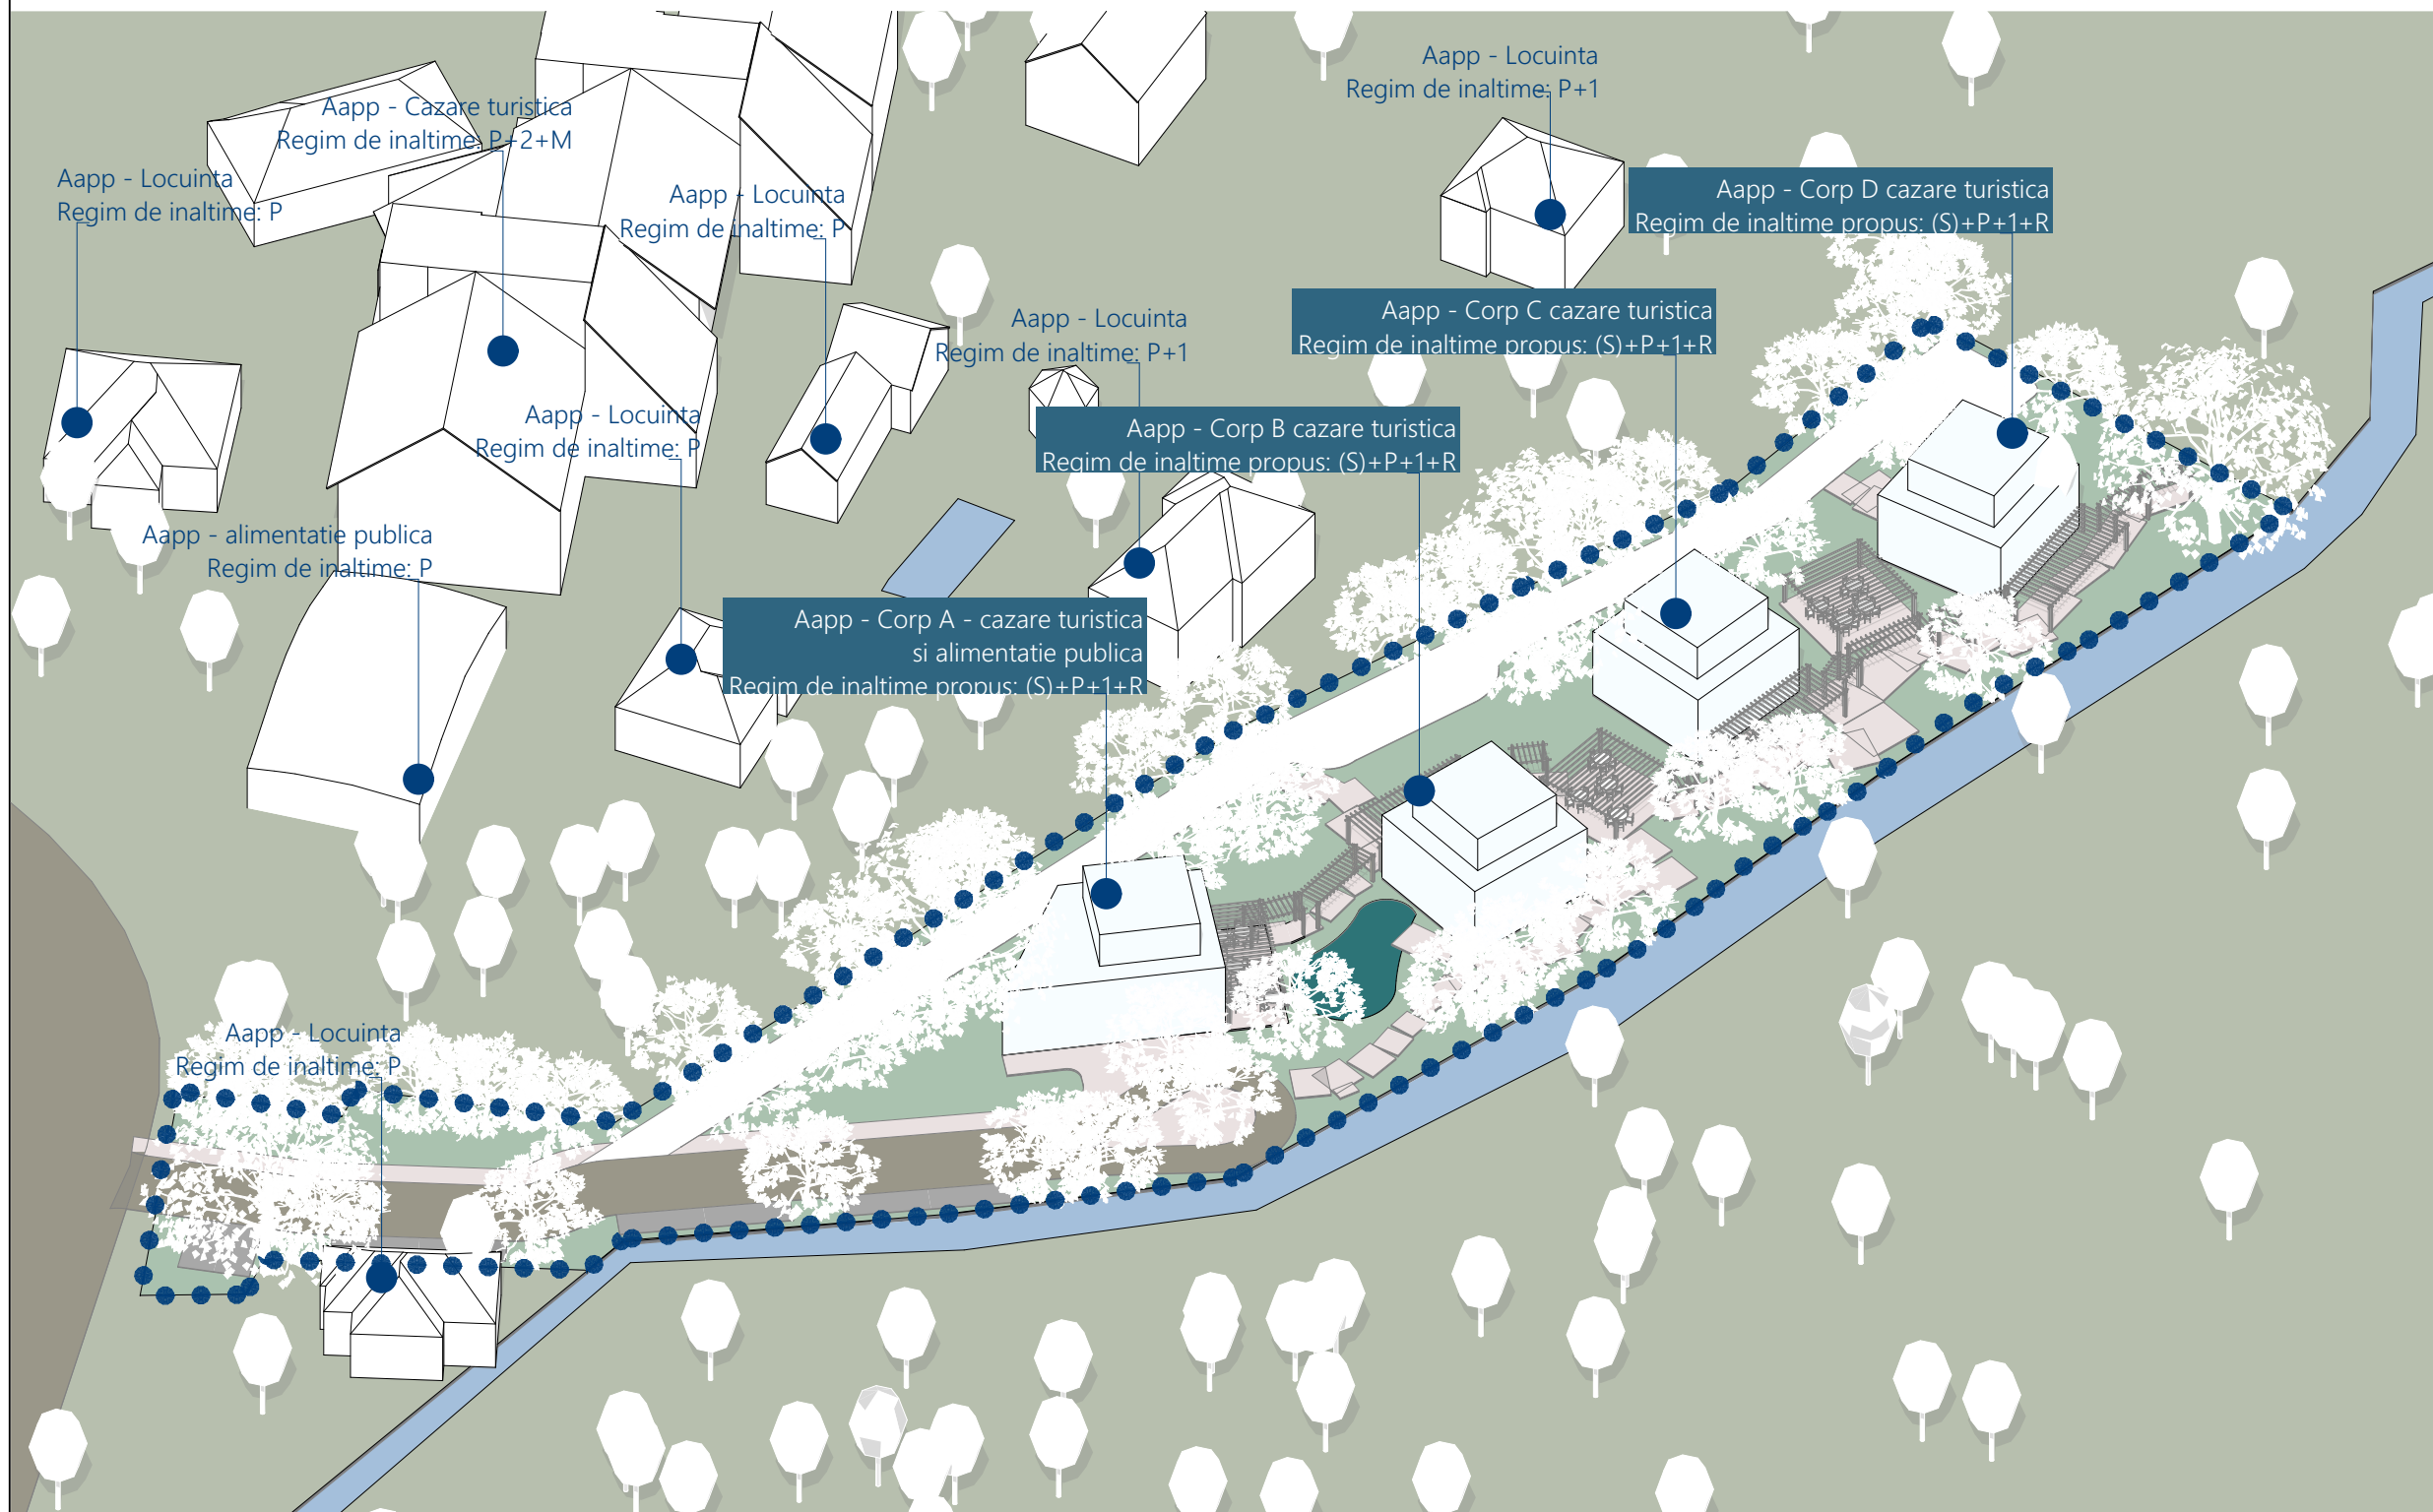 Aapp - Locuinta
Regim de inaltime: P+1
Aapp - Cazare turistica
Regim de inaltime: P+2+M
Aapp - Locuinta
Regim de inaltime: P
Aapp - Locuinta
Regim de inaltime: P
Aapp - Corp D cazare turistica
Regim de inaltime propus: (S)+P+1+R
Aapp - Locuinta
Regim de inaltime: P+1
Aapp - Corp C cazare turistica
Regim de inaltime propus: (S)+P+1+R
Aapp - Locuinta
Regim de inaltime: P
Aapp - Corp B cazare turistica
Regim de inaltime propus: (S)+P+1+R
Aapp - alimentatie publica
Regim de inaltime: P
Aapp - Corp A - cazare turistica
si alimentatie publica
Regim de inaltime propus: (S)+P+1+R
Aapp - Locuinta
Regim de inaltime: P